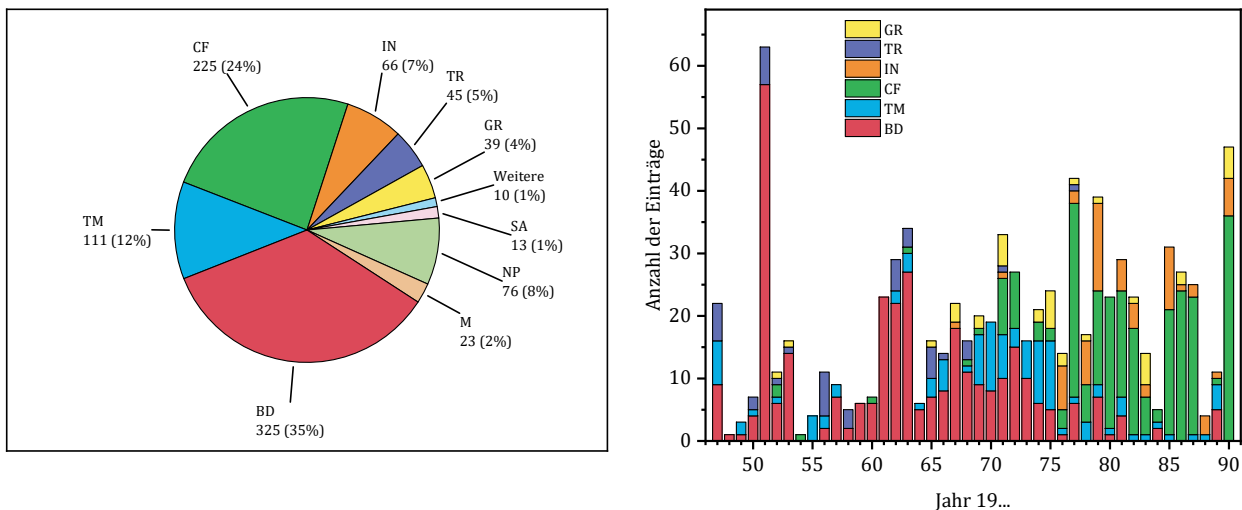 CF
225 (24%)
IN
66 (7%)
TR
45 (5%)
GR
39 (4%)
Weitere
10 (1%)
SA
13 (1%)
NP
76 (8%)
M
23 (2%)
BD
325 (35%)
TM
111 (12%)
Anzahl der Einträge
60
50
40
30
20
10
0
GR
TR
IN
CF
TM
BD
50 55 60 65 70 75 80 85 90
Jahr 19...